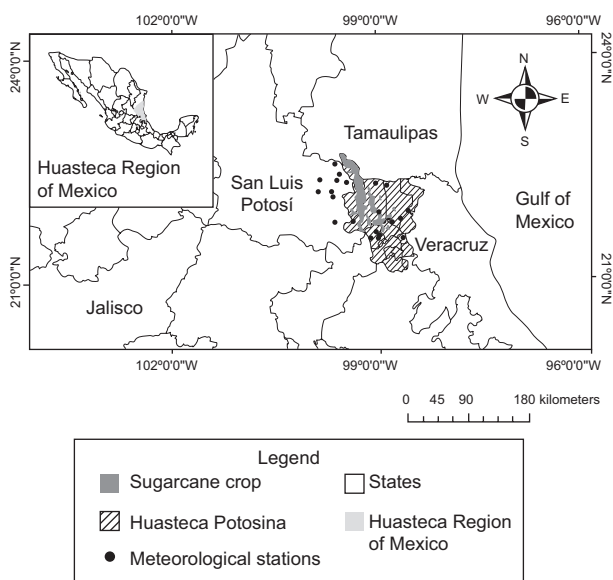 102°0'0"W
99°0'0"W
96°0'0"W
24°0'0"N
24°0'0"N
N
W
E
S
Huasteca Region
of Mexico
Tamaulipas
San Luis
Potosí
Gulf of
Mexico
Veracruz
Jalisco
21°0'0"N
21°0'0"N
102°0'0"W
99°0'0"W
96°0'0"W
0 45 90 180 kilometers
Legend
Sugarcane crop
States
Huasteca Potosina
Huasteca Region
of Mexico
Meteorological stations